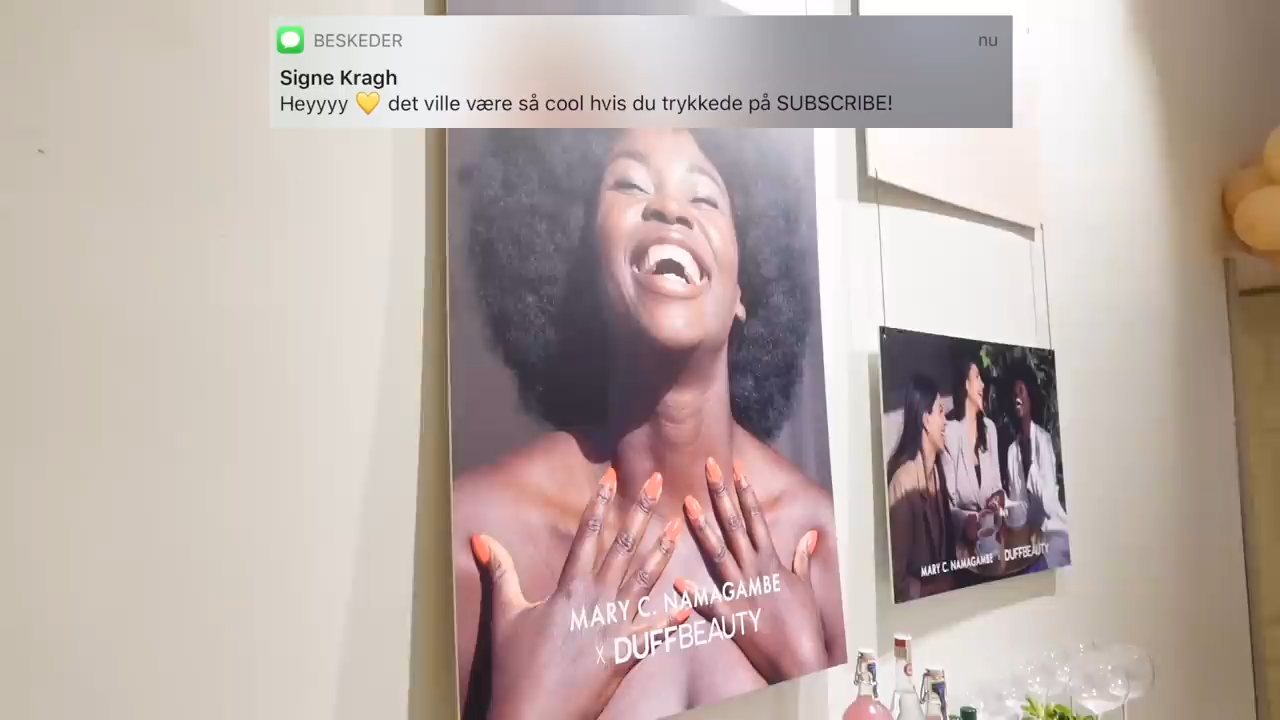 BESKEDER
nu
Signe Kragh
Heyyyy 💛 det ville være så cool hvis du trykkede på SUBSCRIBE!
MARY C. NAMAGAMBE
X DUFFBEAUTY
MARY C. NAMAGAMBE X DUFFBEAUTY